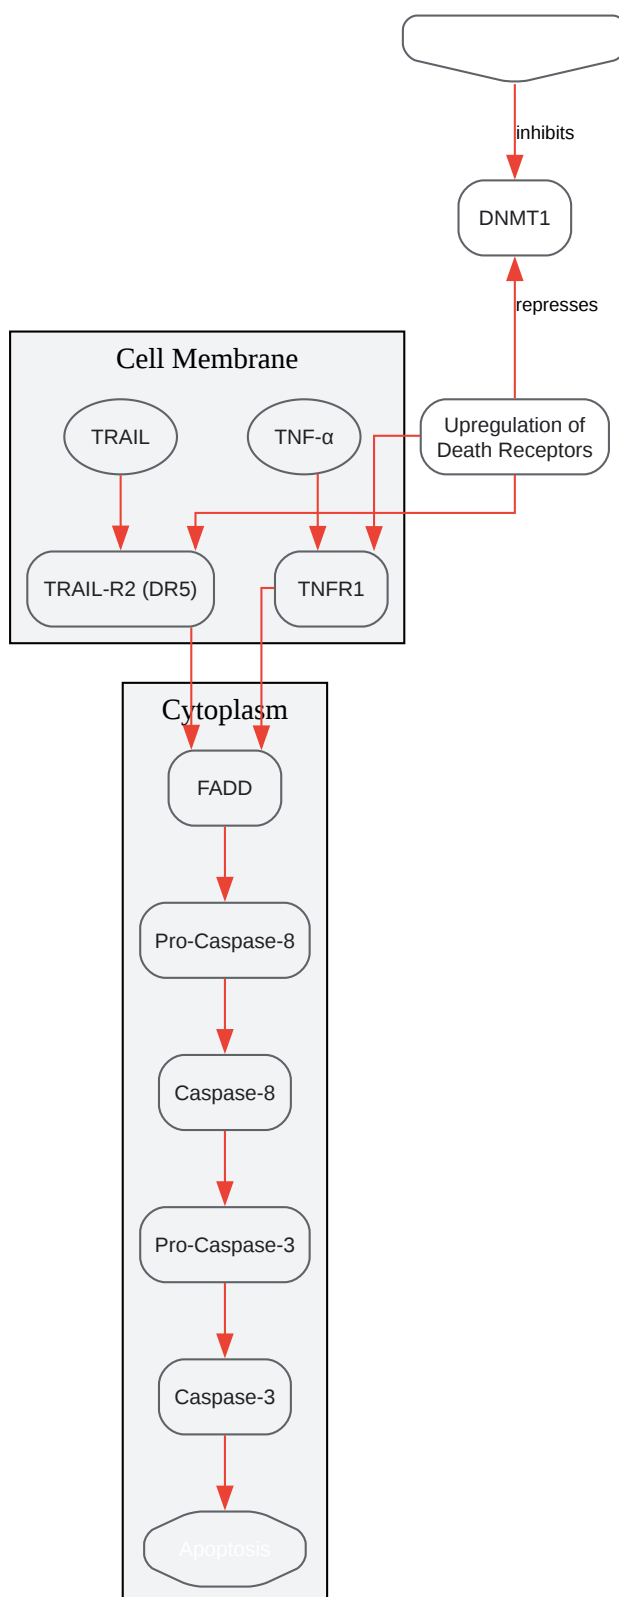 inhibits
DNMT1
represses
Cell Membrane
TRAIL
TNF-α
Upregulation of
Death Receptors
TRAIL-R2 (DR5)
TNFR1
Cytoplasm
FADD
Pro-Caspase-8
Caspase-8
Pro-Caspase-3
Caspase-3
Apoptosis